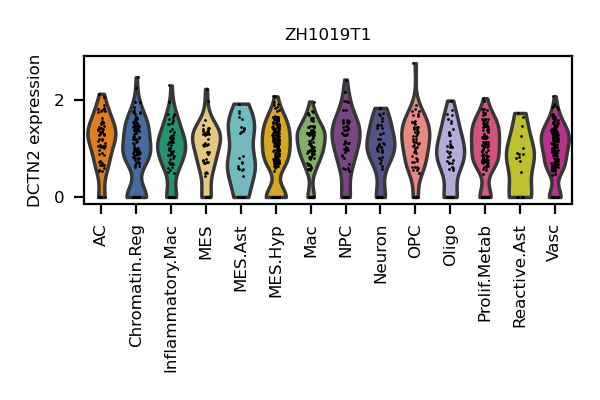 ZH1019T1
DCTN2 expression
2
0
AC
Chromatin.Reg
Inflammatory.Mac
MES
MES.Ast
MES.Hyp
Mac
NPC
Neuron
OPC
Oligo
Prolif.Metab
Reactive.Ast
Vasc